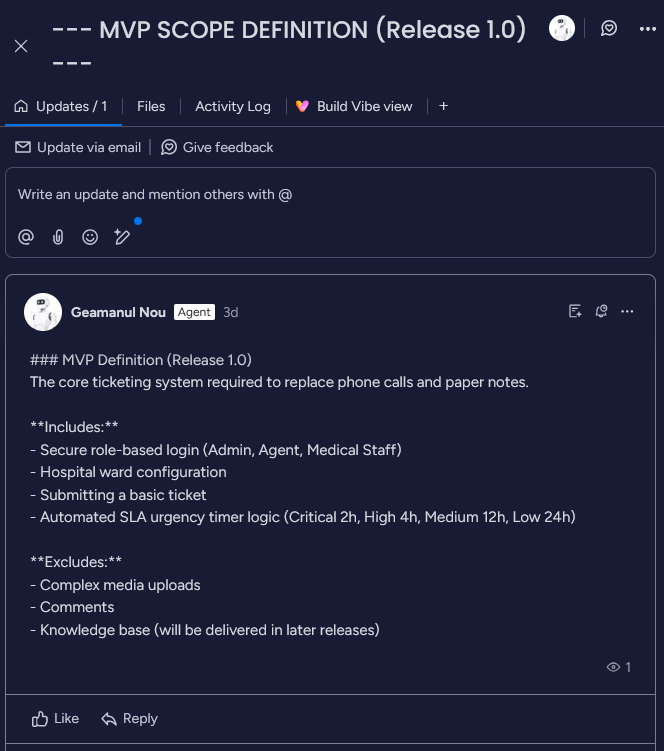 --- MVP SCOPE DEFINITION (Release 1.0)
---
Updates / 1
Files
Activity Log
Build Vibe view
+
Update via email
Give feedback
Write an update and mention others with @
Geamanul Nou Agent 3d
### MVP Definition (Release 1.0)
The core ticketing system required to replace phone calls and paper notes.
**Includes:**
- Secure role-based login (Admin, Agent, Medical Staff)
- Hospital ward configuration
- Submitting a basic ticket
- Automated SLA urgency timer logic (Critical 2h, High 4h, Medium 12h, Low 24h)
**Excludes:**
- Complex media uploads
- Comments
- Knowledge base (will be delivered in later releases)
1
Like
Reply